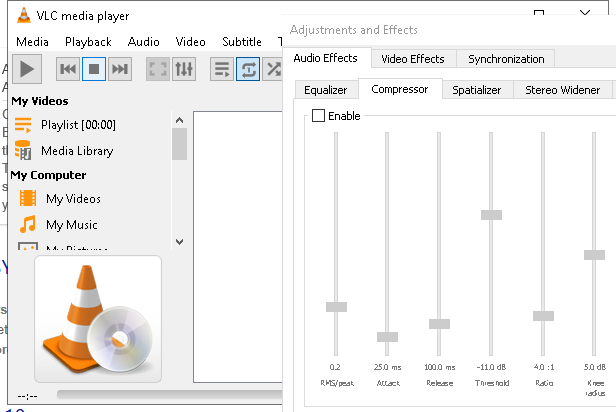 VLC media player
Media Playback Audio Video Subtitle
Adjustments and Effects
Audio Effects Video Effects Synchronization
Equalizer Compressor Spatializer Stereo Widener
Enable
My Videos
Playlist [00:00]
Media Library
My Computer
My Videos
My Music
My Pictures
0.2 25.0 ms 100.0 ms -11.0 dB 4.0 :1 5.0 dB
RMS/peak Attack Release Threshold Ratio Knee
radius
--:--